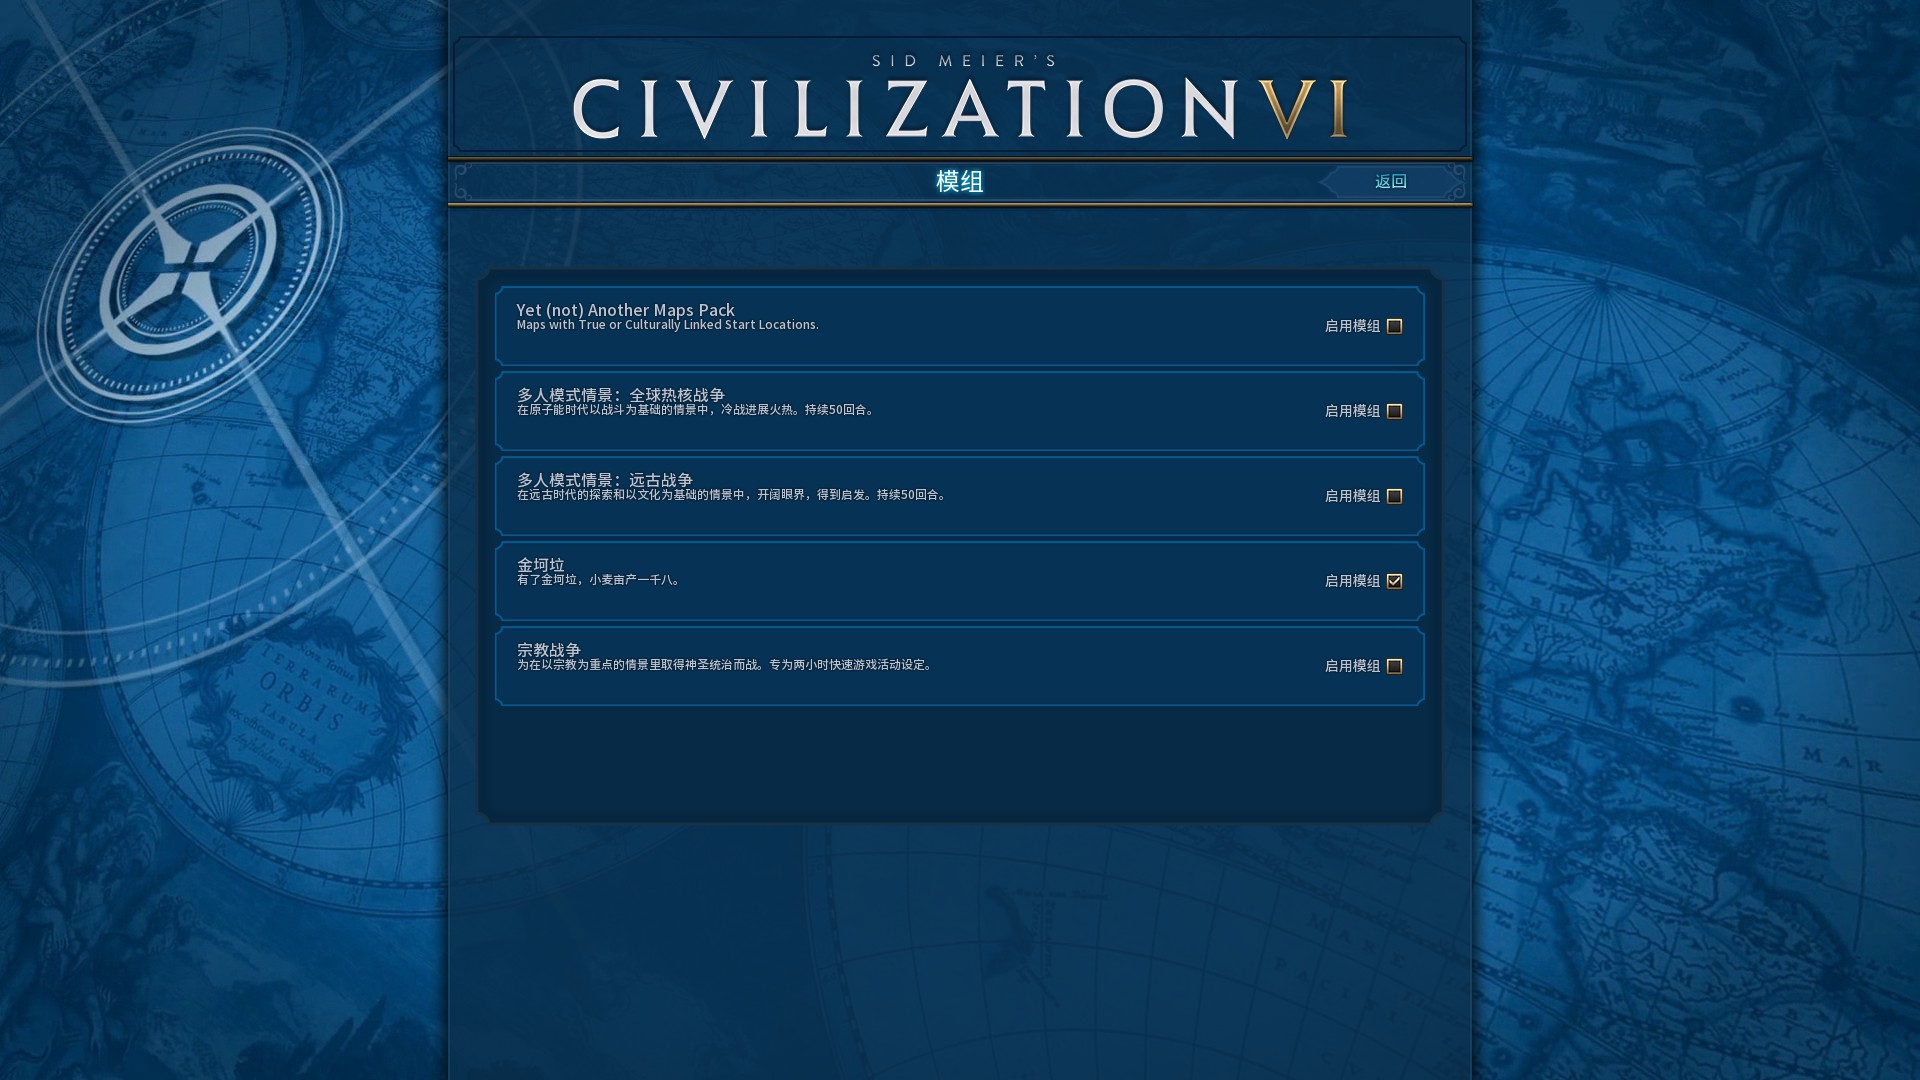 SID MEIER'S
CIVILIZATION VI
模组
返回
Yet (not) Another Maps Pack
Maps with True or Culturally Linked Start Locations.
启用模组
多人模式情景：全球热核战争
在原子能时代以战斗为基础的情景中，冷战进展火热。持续50回合。
启用模组
多人模式情景：远古战争
在远古时代的探索和以文化为基础的情景中，开阔眼界，得到启发。持续50回合。
启用模组
金坷垃
有了金坷垃，小麦亩产一千八。
启用模组
宗教战争
为在以宗教为重点的情景里取得神圣统治而战。专为两小时快速游戏活动设定。
启用模组
TERRARUM
ORBIS
TABULA
MAR